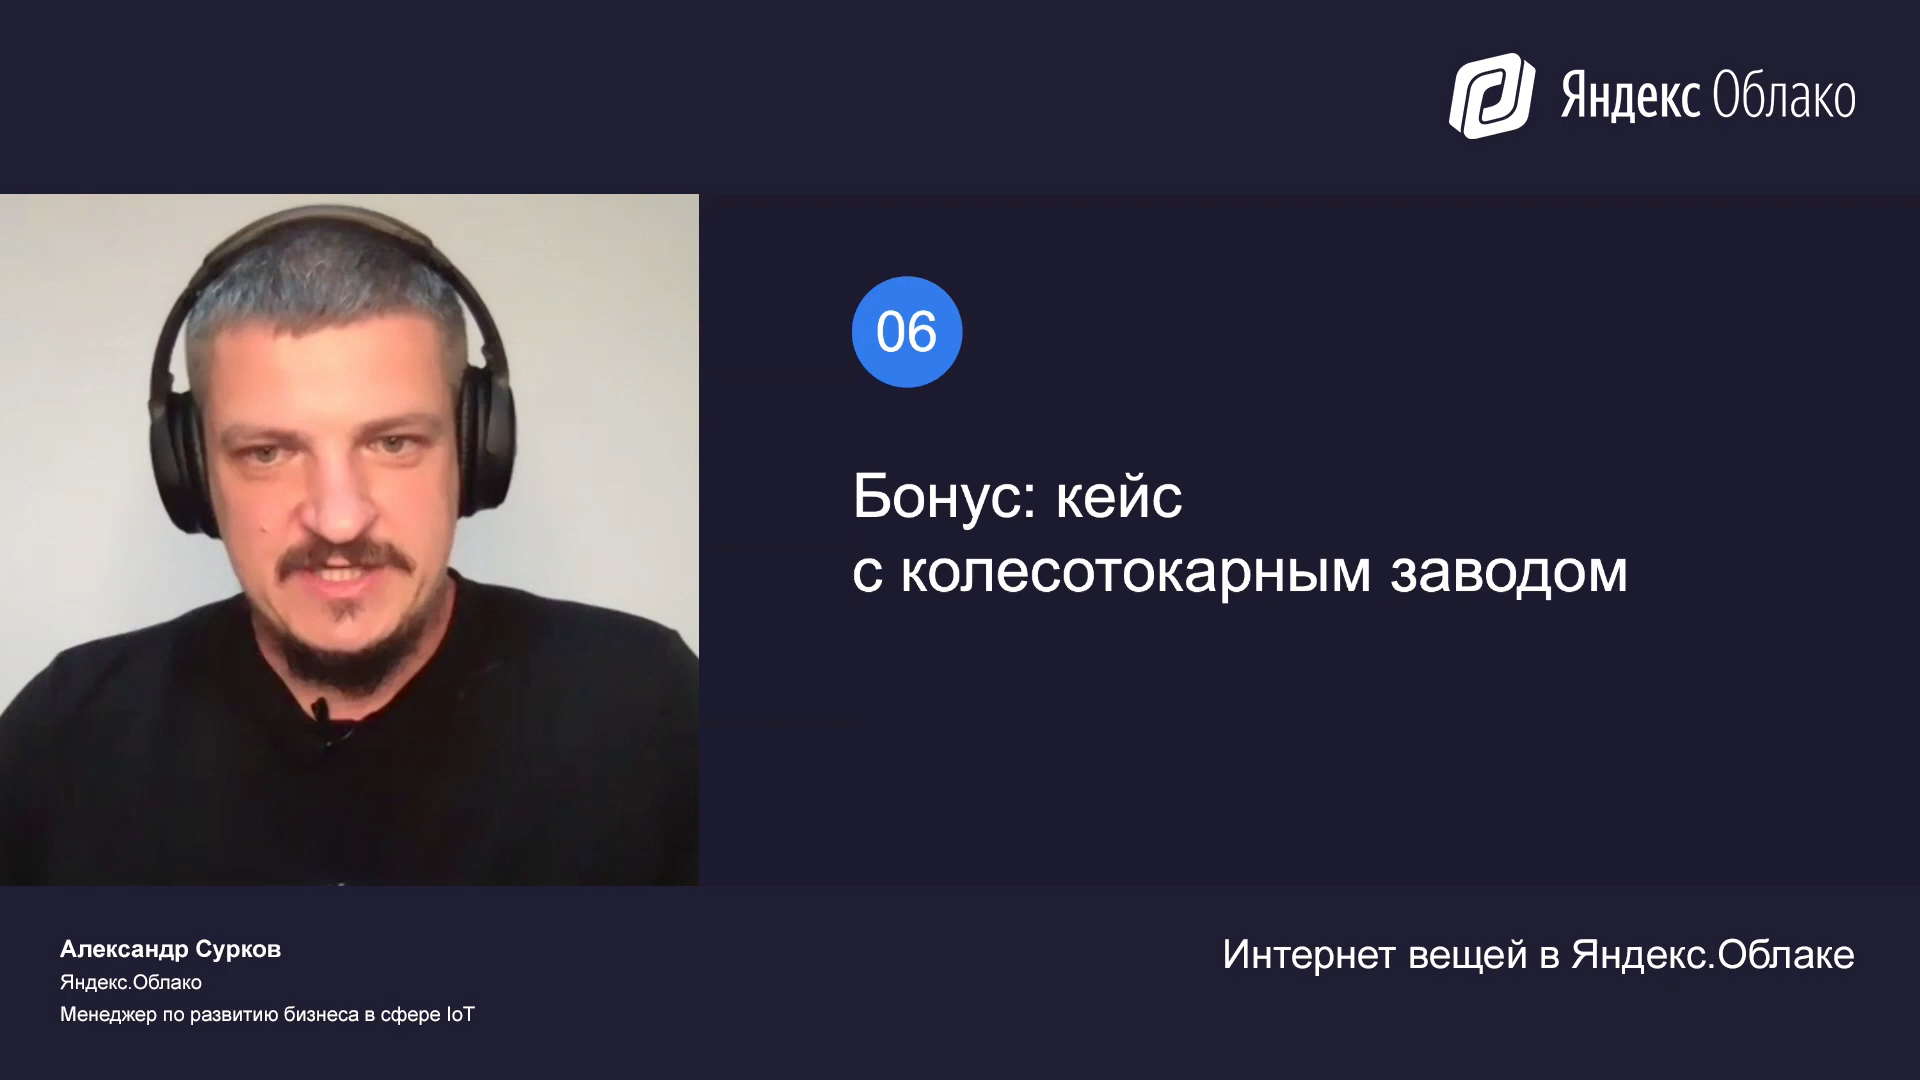 Яндекс Облако
06
Бонус: кейс
с колесотокарным заводом
Александр Сурков
Яндекс.Облако
Менеджер по развитию бизнеса в сфере IoT
Интернет вещей в Яндекс.Облаке